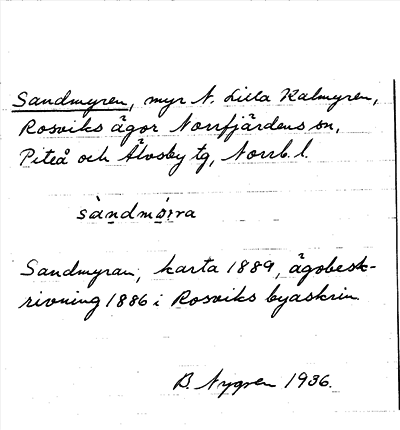 Sandmyren, myr N. Lilla Kalmyren,
Rosviks ägor Norrfjärdens sn,
Piteå och Älvsby tg, Norrb. l.
Sandmyran, karta 1889, ägobesk-
rivning 1886 i Rosviks byaskrin.
B. Nygren 1936.